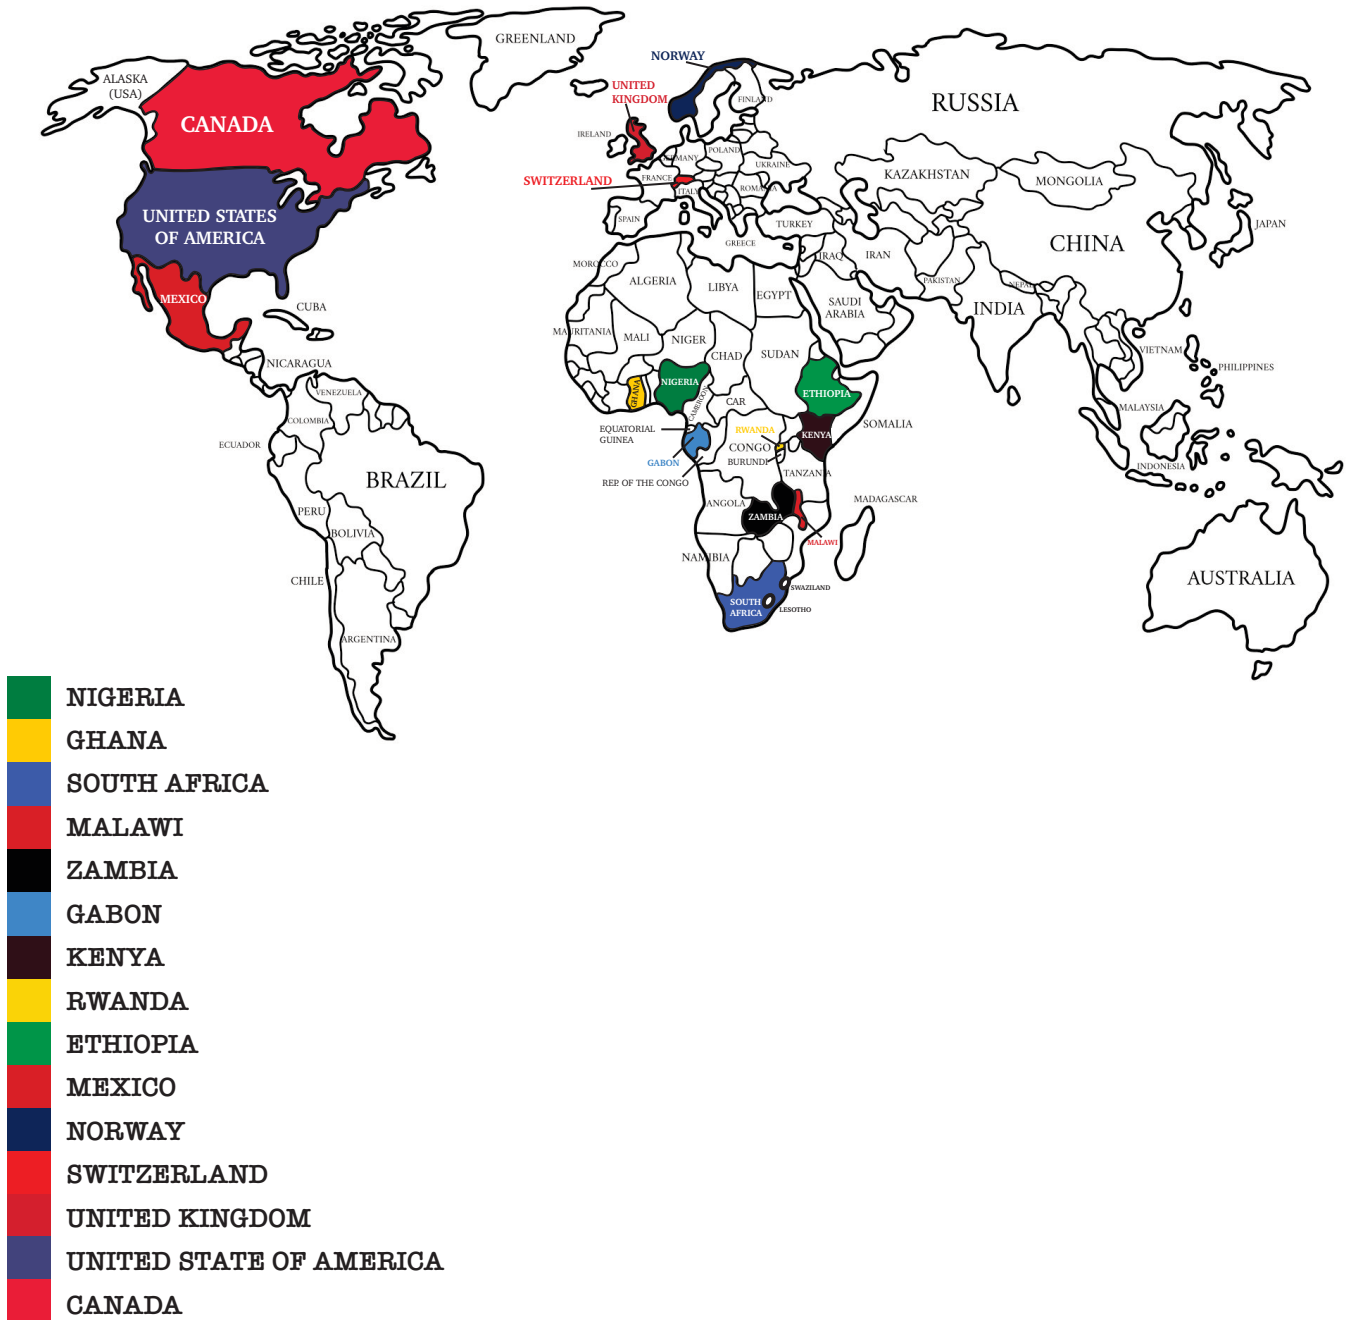 GREENLAND
NORWAY
ALASKA
(USA)
UNITED
KINGDOM
FINLAND
RUSSIA
CANADA
IRELAND
POLAND
GERMANY
UKRAINE
KAZAKHSTAN
MONGOLIA
SWITZERLAND
FRANCE
ROMANIA
ITALY
UNITED STATES
OF AMERICA
SPAIN
TURKEY
JAPAN
GREECE
CHINA
MOROCCO
IRAQ
IRAN
ALGERIA
LIBYA
EGYPT
PAKISTAN
NEPAL
MEXICO
CUBA
SAUDI
ARABIA
INDIA
MAURITANIA
MALI
NIGER
CHAD
SUDAN
VIETNAM
PHILIPPINES
NICARAGUA
NIGERIA
VENEZUELA
GHANA
ETHIOPIA
CAMEROON
CAR
MALAYSIA
COLOMBIA
SOMALIA
EQUATORIAL
GUINEA
RWANDA
KENYA
ECUADOR
CONGO
GABON
BURUNDI
INDONESIA
BRAZIL
TANZANIA
REP. OF THE CONGO
ANGOLA
MADAGASCAR
PERU
ZAMBIA
BOLIVIA
MALAWI
NAMIBIA
CHILE
AUSTRALIA
SWAZILAND
SOUTH
AFRICA
LESOTHO
ARGENTINA
NIGERIA
GHANA
SOUTH AFRICA
MALAWI
ZAMBIA
GABON
KENYA
RWANDA
ETHIOPIA
MEXICO
NORWAY
SWITZERLAND
UNITED KINGDOM
UNITED STATE OF AMERICA
CANADA